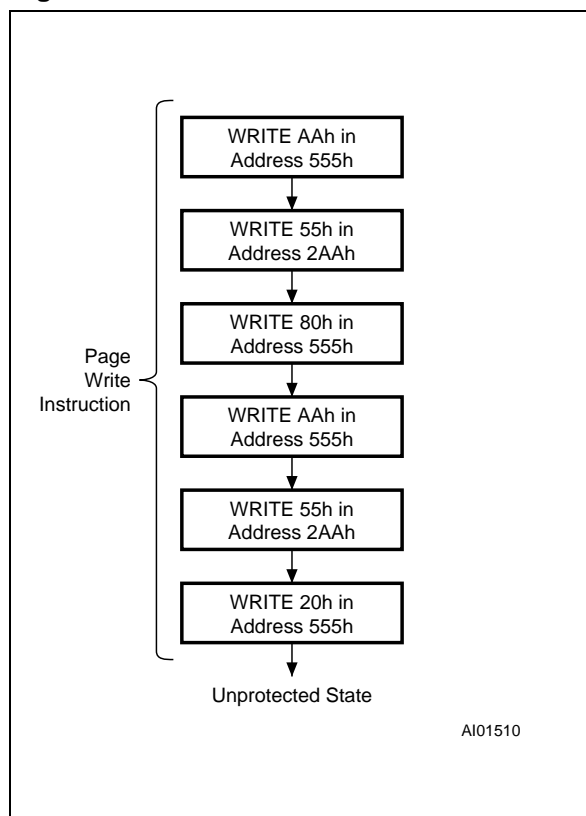 WRITE AAh in
Address 555h
WRITE 55h in
Address 2AAh
WRITE 80h in
Address 555h
Page
Write
Instruction
WRITE AAh in
Address 555h
WRITE 55h in
Address 2AAh
WRITE 20h in
Address 555h
Unprotected State
AI01510